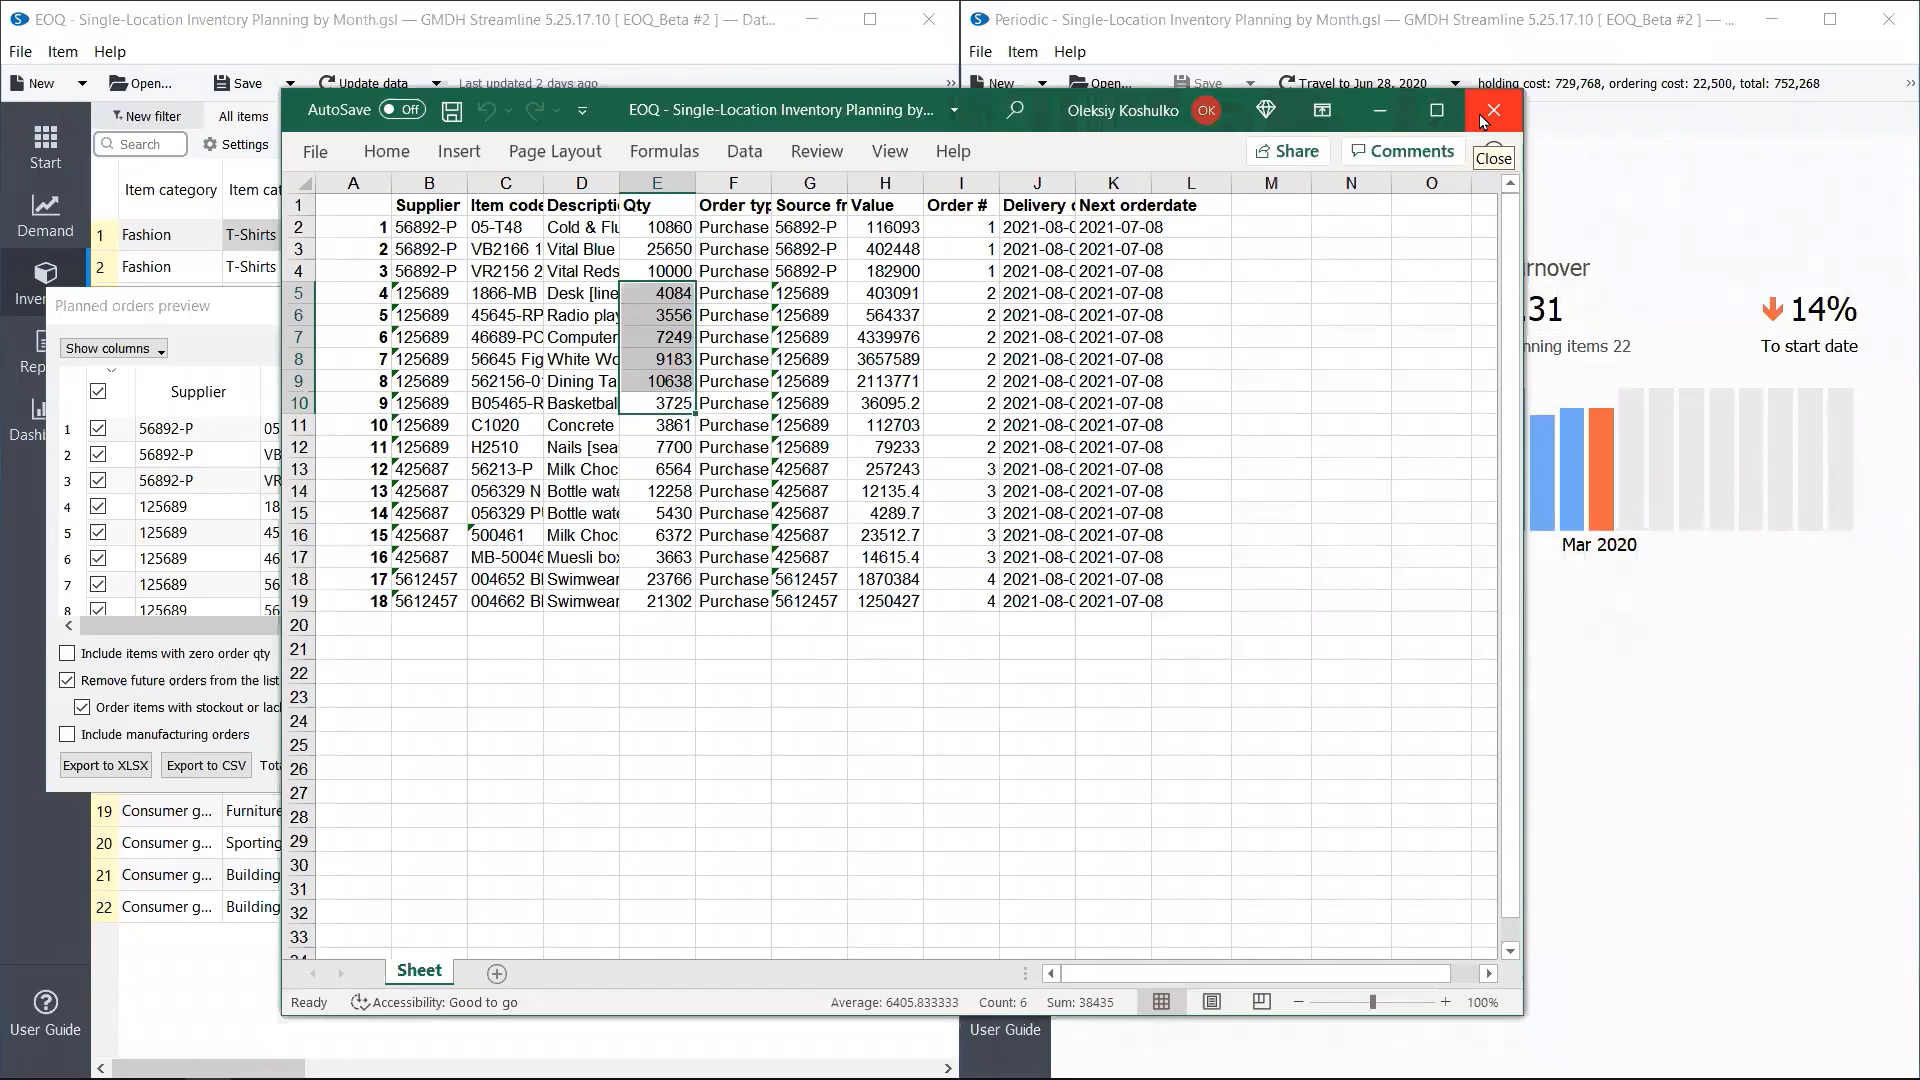 EOQ - Single-Location Inventory Planning by Month.gsl — GMDH Streamline 5.25.17.10 [ EOQ_Beta #2 ] — Dat...
File Item Help
New Open... Save Update data Last updated 2 days ago »
Periodic - Single-Location Inventory Planning by Month.gsl — GMDH Streamline 5.25.17.10 [ EOQ_Beta #2 ] — ...
File Item Help
New Open... Save Travel to Jun 28, 2020 holding cost: 729,768, ordering cost: 22,500, total: 752,268 »
Start
Demand
Inver
Rep
Dash
User Guide
New filter All items
Search Settings
Item category Item cat
1 Fashion T-Shirts
2 Fashion T-Shirts
Planned orders preview
Show columns
Supplier
1 56892-P 05
2 56892-P VB
3 56892-P VR
4 125689 18
5 125689 45
6 125689 46
7 125689 56
8 125689 56
Include items with zero order qty
Remove future orders from the list
Order items with stockout or lac
Include manufacturing orders
Export to XLSX Export to CSV Tota
19 Consumer g... Furniture
20 Consumer g... Sporting
21 Consumer g... Building
22 Consumer g... Building
AutoSave Off EOQ - Single-Location Inventory Planning by... Oleksiy Koshulko OK
Close
File Home Insert Page Layout Formulas Data Review View Help Share Comments
A B C D E F G H I J K L M N O
1 Supplier Item code Descripti Qty Order typ Source fr Value Order # Delivery d Next orderdate
2 1 56892-P 05-T48 Cold & Flu 10860 Purchase 56892-P 116093 1 2021-08-0 2021-07-08
3 2 56892-P VB2166 1 Vital Blue 25650 Purchase 56892-P 402448 1 2021-08-0 2021-07-08
4 3 56892-P VR2156 2 Vital Reds 10000 Purchase 56892-P 182900 1 2021-08-0 2021-07-08
5 4 125689 1866-MB Desk [line 4084 Purchase 125689 403091 2 2021-08-0 2021-07-08
6 5 125689 45645-RP Radio play 3556 Purchase 125689 564337 2 2021-08-0 2021-07-08
7 6 125689 46689-PC Computer 7249 Purchase 125689 4339976 2 2021-08-0 2021-07-08
8 7 125689 56645 Fig White Wo 9183 Purchase 125689 3657589 2 2021-08-0 2021-07-08
9 8 125689 562156-0 Dining Ta 10638 Purchase 125689 2113771 2 2021-08-0 2021-07-08
10 9 125689 B05465-R Basketbal 3725 Purchase 125689 36095.2 2 2021-08-0 2021-07-08
11 10 125689 C1020 Concrete 3861 Purchase 125689 112703 2 2021-08-0 2021-07-08
12 11 125689 H2510 Nails [sea 7700 Purchase 125689 79233 2 2021-08-0 2021-07-08
13 12 425687 56213-P Milk Choc 6564 Purchase 425687 257243 3 2021-08-0 2021-07-08
14 13 425687 056329 N Bottle wate 12258 Purchase 425687 12135.4 3 2021-08-0 2021-07-08
15 14 425687 056329 PU Bottle wate 5430 Purchase 425687 4289.7 3 2021-08-0 2021-07-08
16 15 425687 500461 Milk Choc 6372 Purchase 425687 23512.7 3 2021-08-0 2021-07-08
17 16 425687 MB-50046 Muesli box 3663 Purchase 425687 14615.4 3 2021-08-0 2021-07-08
18 17 5612457 004652 Bl Swimwear 23766 Purchase 5612457 1870384 4 2021-08-0 2021-07-08
19 18 5612457 004662 Bl Swimwear 21302 Purchase 5612457 1250427 4 2021-08-0 2021-07-08
20
21
22
23
24
25
26
27
28
29
30
31
32
33
Sheet
Ready Accessibility: Good to go Average: 6405.833333 Count: 6 Sum: 38435 100%
urnover
.31
nning items 22
14%
To start date
Mar 2020
User Guide